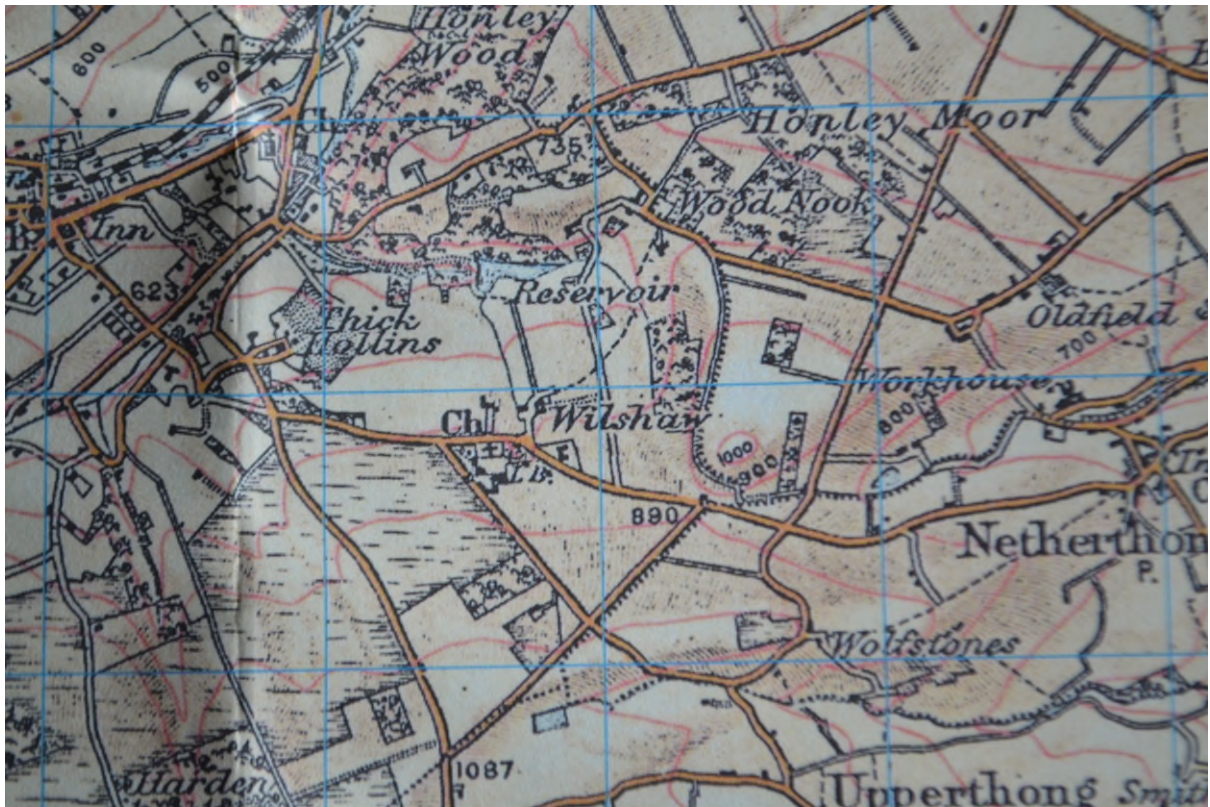 Honley
Wood
600
500
Ch.
Honley Moor
735
Wood Nook
Inn
623
Reservoir
Thick
Hollins
Oldfield
700
Workhouse
800
Ch.
Wilshaw
T.B.
1000
900
890
Netherthon
P.
Wolfstones
Harden
1087
Upperthong
Smith